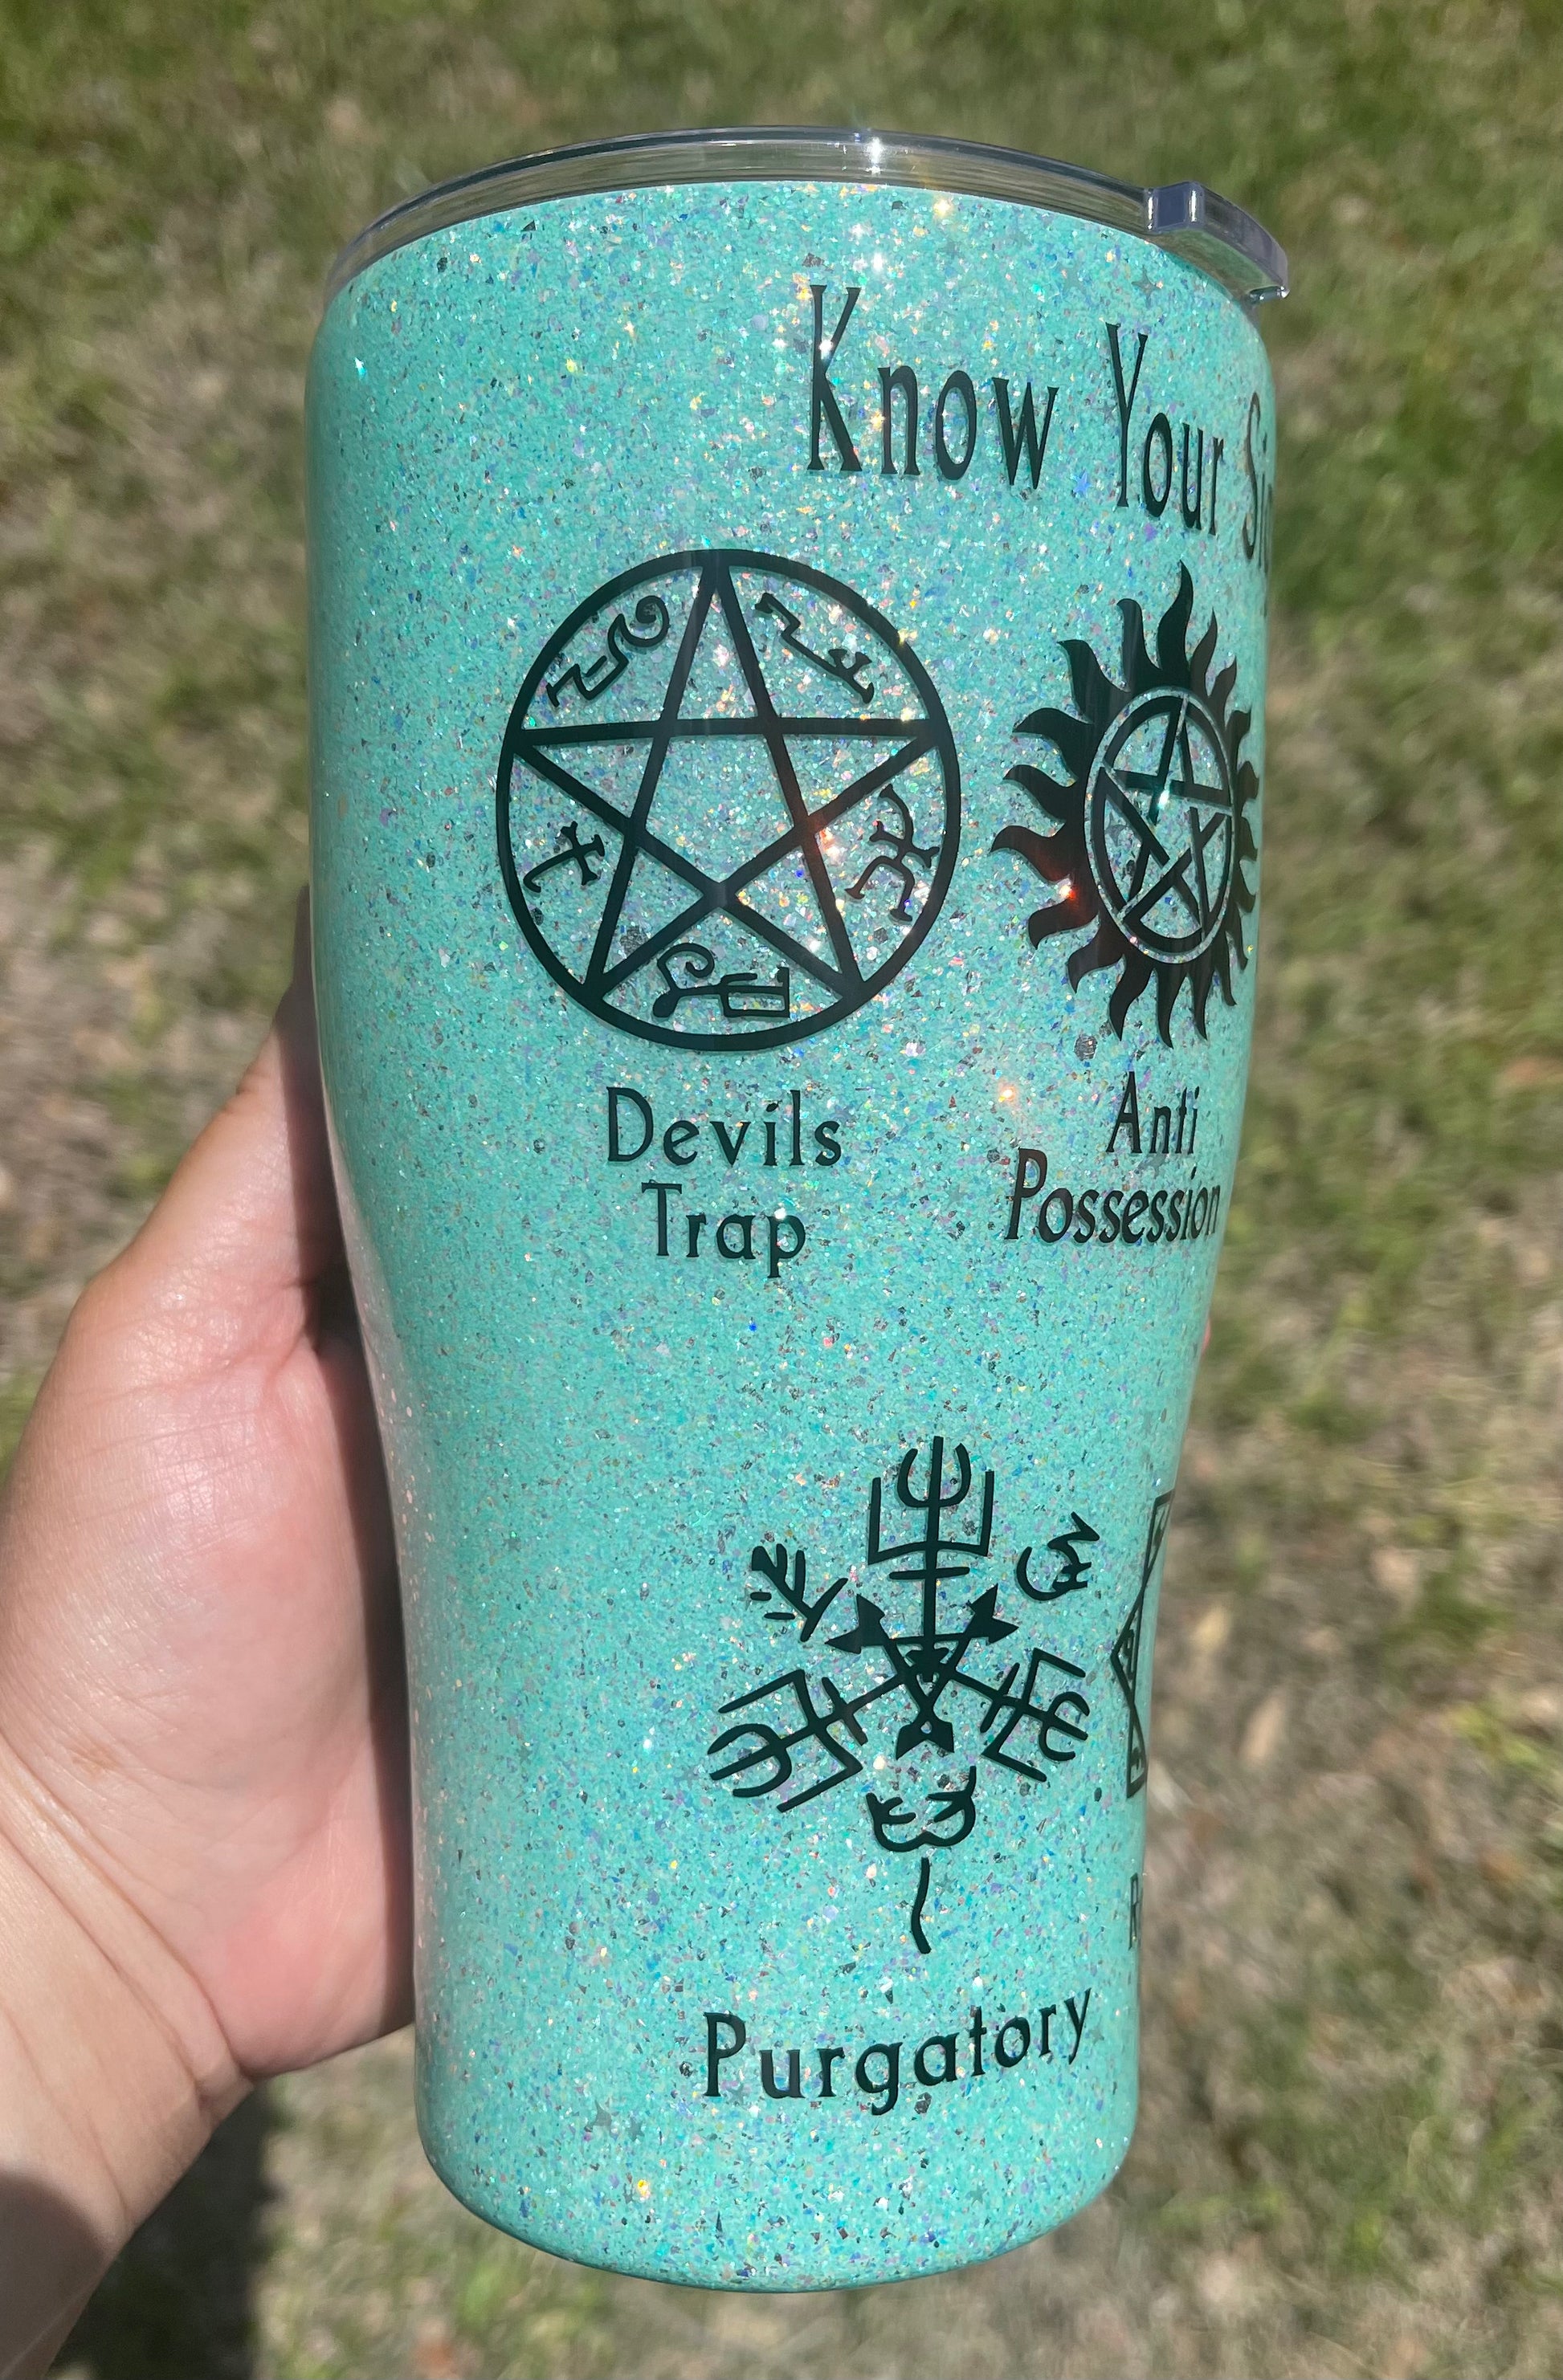 Know Your
Devils
Trap
Anti
Possession
Purgatory